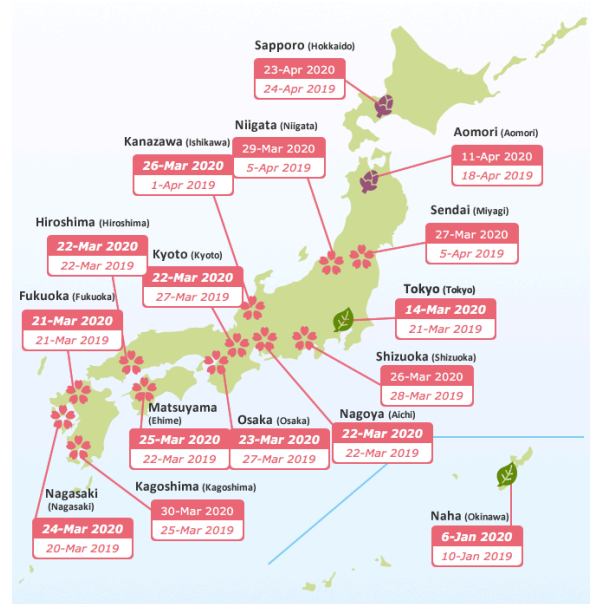 Sapporo (Hokkaido)
23-Apr 2020
24-Apr 2019
Niigata (Niigata)
29-Mar 2020
5-Apr 2019
Aomori (Aomori)
11-Apr 2020
18-Apr 2019
Kanazawa (Ishikawa)
26-Mar 2020
1-Apr 2019
Sendai (Miyagi)
27-Mar 2020
5-Apr 2019
Hiroshima (Hiroshima)
22-Mar 2020
22-Mar 2019
Kyoto (Kyoto)
22-Mar 2020
27-Mar 2019
Tokyo (Tokyo)
14-Mar 2020
21-Mar 2019
Fukuoka (Fukuoka)
21-Mar 2020
21-Mar 2019
Shizuoka (Shizuoka)
26-Mar 2020
28-Mar 2019
Matsuyama
(Ehime)
25-Mar 2020
22-Mar 2019
Osaka (Osaka)
23-Mar 2020
27-Mar 2019
Nagoya (Aichi)
22-Mar 2020
22-Mar 2019
Kagoshima (Kagoshima)
30-Mar 2020
25-Mar 2019
Nagasaki
(Nagasaki)
24-Mar 2020
20-Mar 2019
Naha (Okinawa)
6-Jan 2020
10-Jan 2019